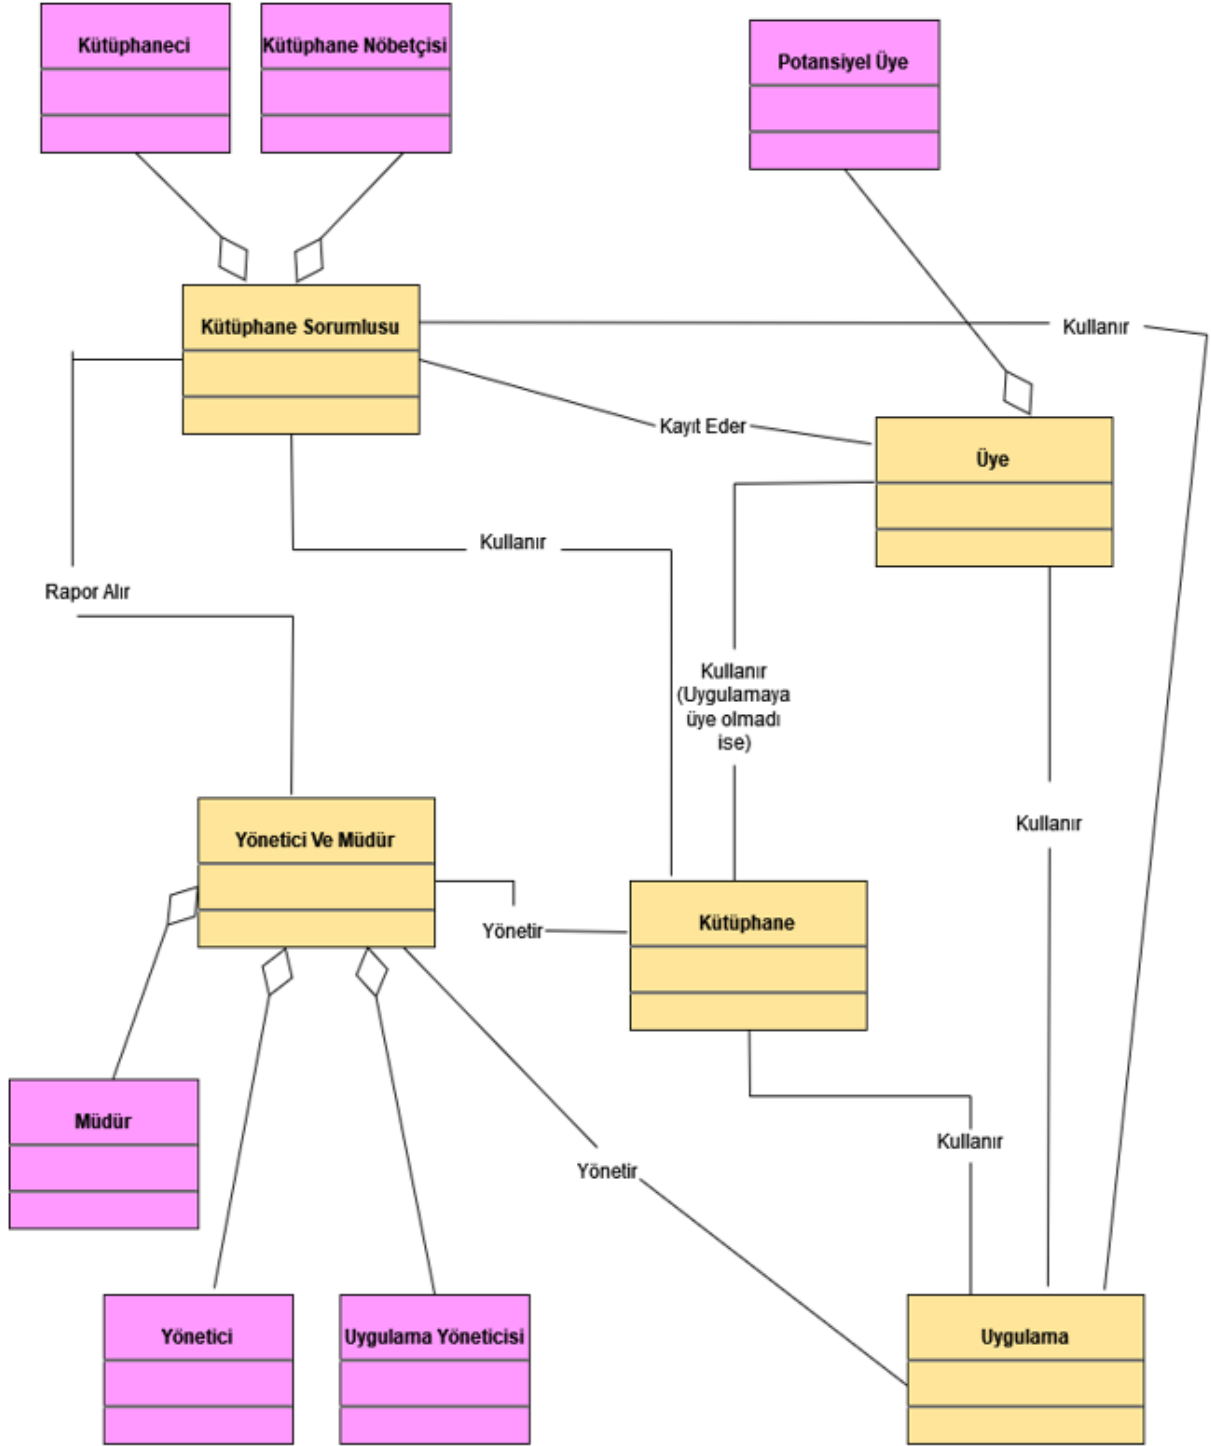 Kütüphaneci
Kütüphane Nöbetçisi
Potansiyel Üye
Kütüphane Sorumlusu
Kullanır
Kayıt Eder
Üye
Kullanır
Rapor Alır
Kullanır
(Uygulamaya
üye olmadı
ise)
Kullanır
Yönetici Ve Müdür
Kütüphane
Yönetir
Müdür
Kullanır
Yönetir
Yönetici
Uygulama Yöneticisi
Uygulama